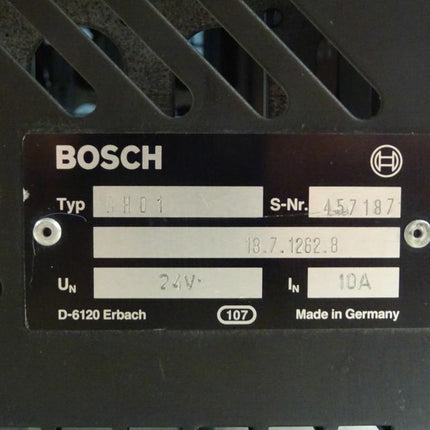 BOSCH
Typ S-Nr. 457187
18.7.1262.8
UN 24V- IN 10A
D-6120 Erbach 107 Made in Germany